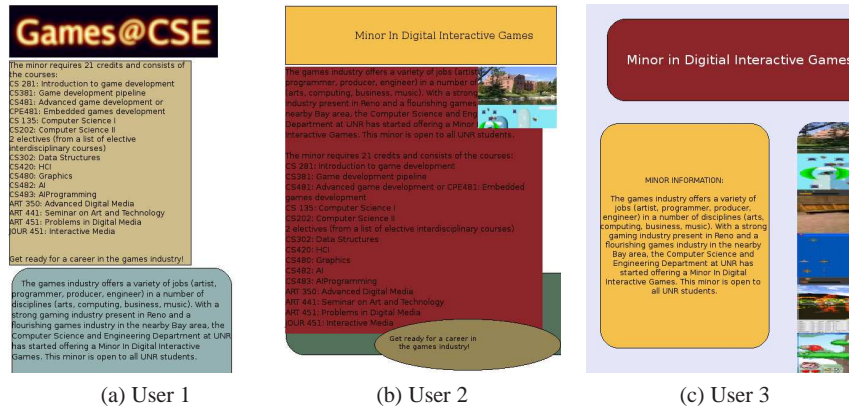 Games@CSE
The minor requires 21 credits and consists of
the courses:
CS 281: Introduction to game development
CS381: Game development pipeline
CS481: Advanced game development or
CPE481: Embedded games development
CS 135: Computer Science I
CS202: Computer Science II
2 electives (from a list of elective
interdisciplinary courses)
CS302: Data Structures
CS420: HCI
CS480: Graphics
CS482: AI
CS483: AIProgramming
ART 350: Advanced Digital Media
ART 441: Seminar on Art and Technology
ART 451: Problems in Digital Media
JOUR 451: Interactive Media
Get ready for a career in the games industry!
The games industry offers a variety of jobs (artist,
programmer, producer, engineer) in a number of
disciplines (arts, computing, business, music). With a
strong gaming industry present in Reno and a
flourishing games industry in the nearby Bay area, the
Computer Science and Engineering Department at UNR
has started offering a Minor In Digital Interactive
Games. This minor is open to all UNR students.
(a) User 1
Minor In Digital Interactive Games
The games industry offers a variety of jobs (artist
programmer, producer, engineer) in a number of
(arts, computing, business, music). With a strong
industry present in Reno and a flourishing games
nearby Bay area, the Computer Science and Eng
Department at UNR has started offering a Minor
Interactive Games. This minor is open to all UNR students.
The minor requires 21 credits and consists of the courses:
CS 281: Introduction to game development
CS381: Game development pipeline
CS481: Advanced game development or CPE481: Embedded
games development
CS 135: Computer Science I
CS202: Computer Science II
2 electives (from a list of elective interdisciplinary courses)
CS302: Data Structures
CS420: HCI
CS480: Graphics
CS482: AI
CS483: AIProgramming
ART 350: Advanced Digital Media
ART 441: Seminar on Art and Technology
ART 451: Problems in Digital Media
JOUR 451: Interactive Media
Get ready for a career in
the games industry!
(b) User 2
Minor in Digitial Interactive Games
MINOR INFORMATION:
The games industry offers a variety of
jobs (artist, programmer, producer,
engineer) in a number of disciplines (arts,
computing, business, music). With a strong
gaming industry present in Reno and a
flourishing games industry in the nearby
Bay area, the Computer Science and
Engineering Department at UNR has
started offering a Minor In Digital
Interactive Games. This minor is open to
all UNR students.
(c) User 3